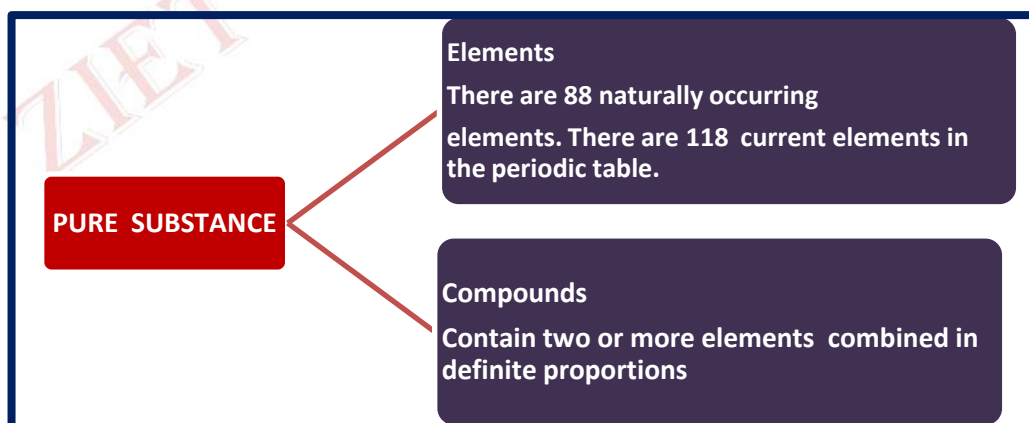 ZIET
Elements
There are 88 naturally occurring
elements. There are 118 current elements in
the periodic table.
PURE SUBSTANCE
Compounds
Contain two or more elements combined in
definite proportions